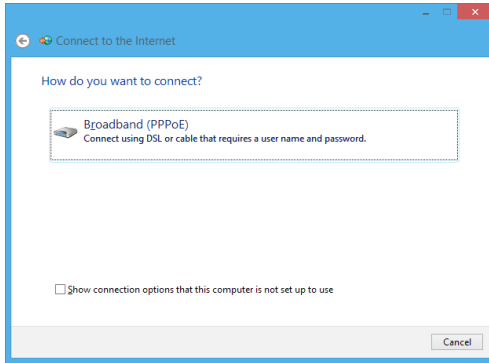 Connect to the Internet
How do you want to connect?
Broadband (PPPoE)
Connect using DSL or cable that requires a user name and password.
Show connection options that this computer is not set up to use
Cancel